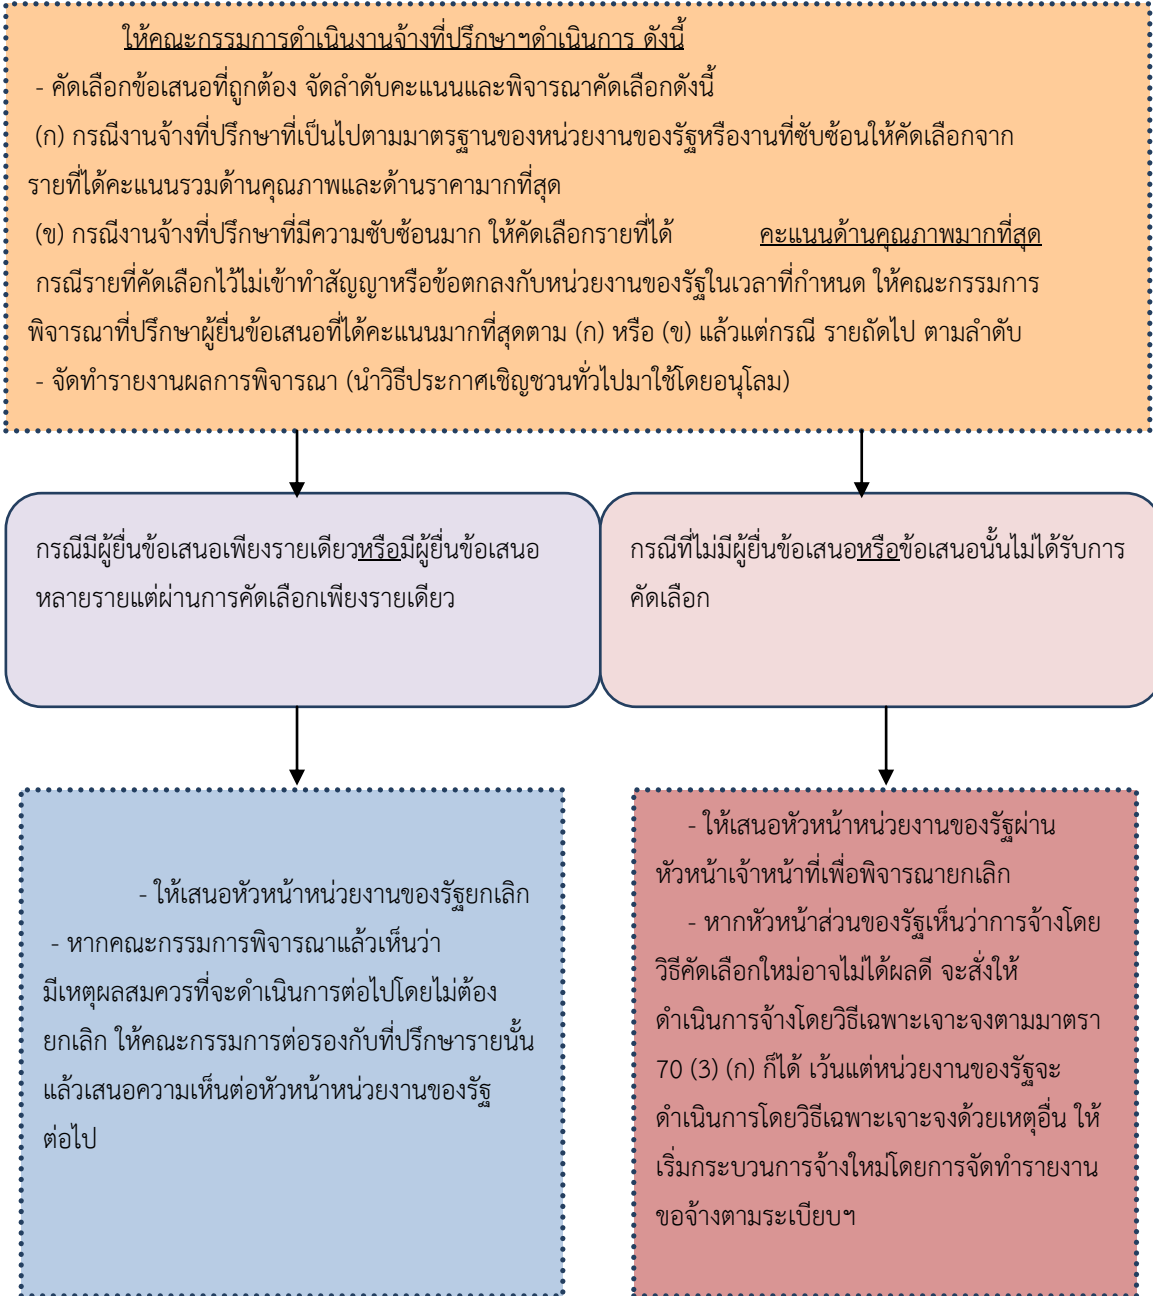 ให้คณะกรรมการดำเนินงานจ้างที่ปรึกษาฯดำเนินการ ดังนี้
- คัดเลือกข้อเสนอที่ถูกต้อง จัดลำดับคะแนนและพิจารณาคัดเลือกดังนี้
(ก) กรณีงานจ้างที่ปรึกษาที่เป็นไปตามมาตรฐานของหน่วยงานของรัฐหรืองานที่ซับซ้อนให้คัดเลือกจาก
รายที่ได้คะแนนรวมด้านคุณภาพและด้านราคามากที่สุด
(ข) กรณีงานจ้างที่ปรึกษาที่มีความซับซ้อนมาก ให้คัดเลือกรายที่ได้ คะแนนด้านคุณภาพมากที่สุด
กรณีรายที่คัดเลือกไว้ไม่เข้าทำสัญญาหรือข้อตกลงกับหน่วยงานของรัฐในเวลาที่กำหนด ให้คณะกรรมการ
พิจารณาที่ปรึกษาผู้ยื่นข้อเสนอที่ได้คะแนนมากที่สุดตาม (ก) หรือ (ข) แล้วแต่กรณี รายถัดไป ตามลำดับ
- จัดทำรายงานผลการพิจารณา (นำวิธีประกาศเชิญชวนทั่วไปมาใช้โดยอนุโลม)
กรณีมีผู้ยื่นข้อเสนอเพียงรายเดียวหรือมีผู้ยื่นข้อเสนอ
หลายรายแต่ผ่านการคัดเลือกเพียงรายเดียว
กรณีที่ไม่มีผู้ยื่นข้อเสนอหรือข้อเสนอนั้นไม่ได้รับการ
คัดเลือก
- ให้เสนอหัวหน้าหน่วยงานของรัฐยกเลิก
- หากคณะกรรมการพิจารณาแล้วเห็นว่า
มีเหตุผลสมควรที่จะดำเนินการต่อไปโดยไม่ต้อง
ยกเลิก ให้คณะกรรมการต่อรองกับที่ปรึกษารายนั้น
แล้วเสนอความเห็นต่อหัวหน้าหน่วยงานของรัฐ
ต่อไป
- ให้เสนอหัวหน้าหน่วยงานของรัฐผ่าน
หัวหน้าเจ้าหน้าที่เพื่อพิจารณายกเลิก
- หากหัวหน้าส่วนของรัฐเห็นว่าการจ้างโดย
วิธีคัดเลือกใหม่อาจไม่ได้ผลดี จะสั่งให้
ดำเนินการจ้างโดยวิธีเฉพาะเจาะจงตามมาตรา
70 (3) (ก) ก็ได้ เว้นแต่หน่วยงานของรัฐจะ
ดำเนินการโดยวิธีเฉพาะเจาะจงด้วยเหตุอื่น ให้
เริ่มกระบวนการจ้างใหม่โดยการจัดทำรายงาน
ขอจ้างตามระเบียบฯ